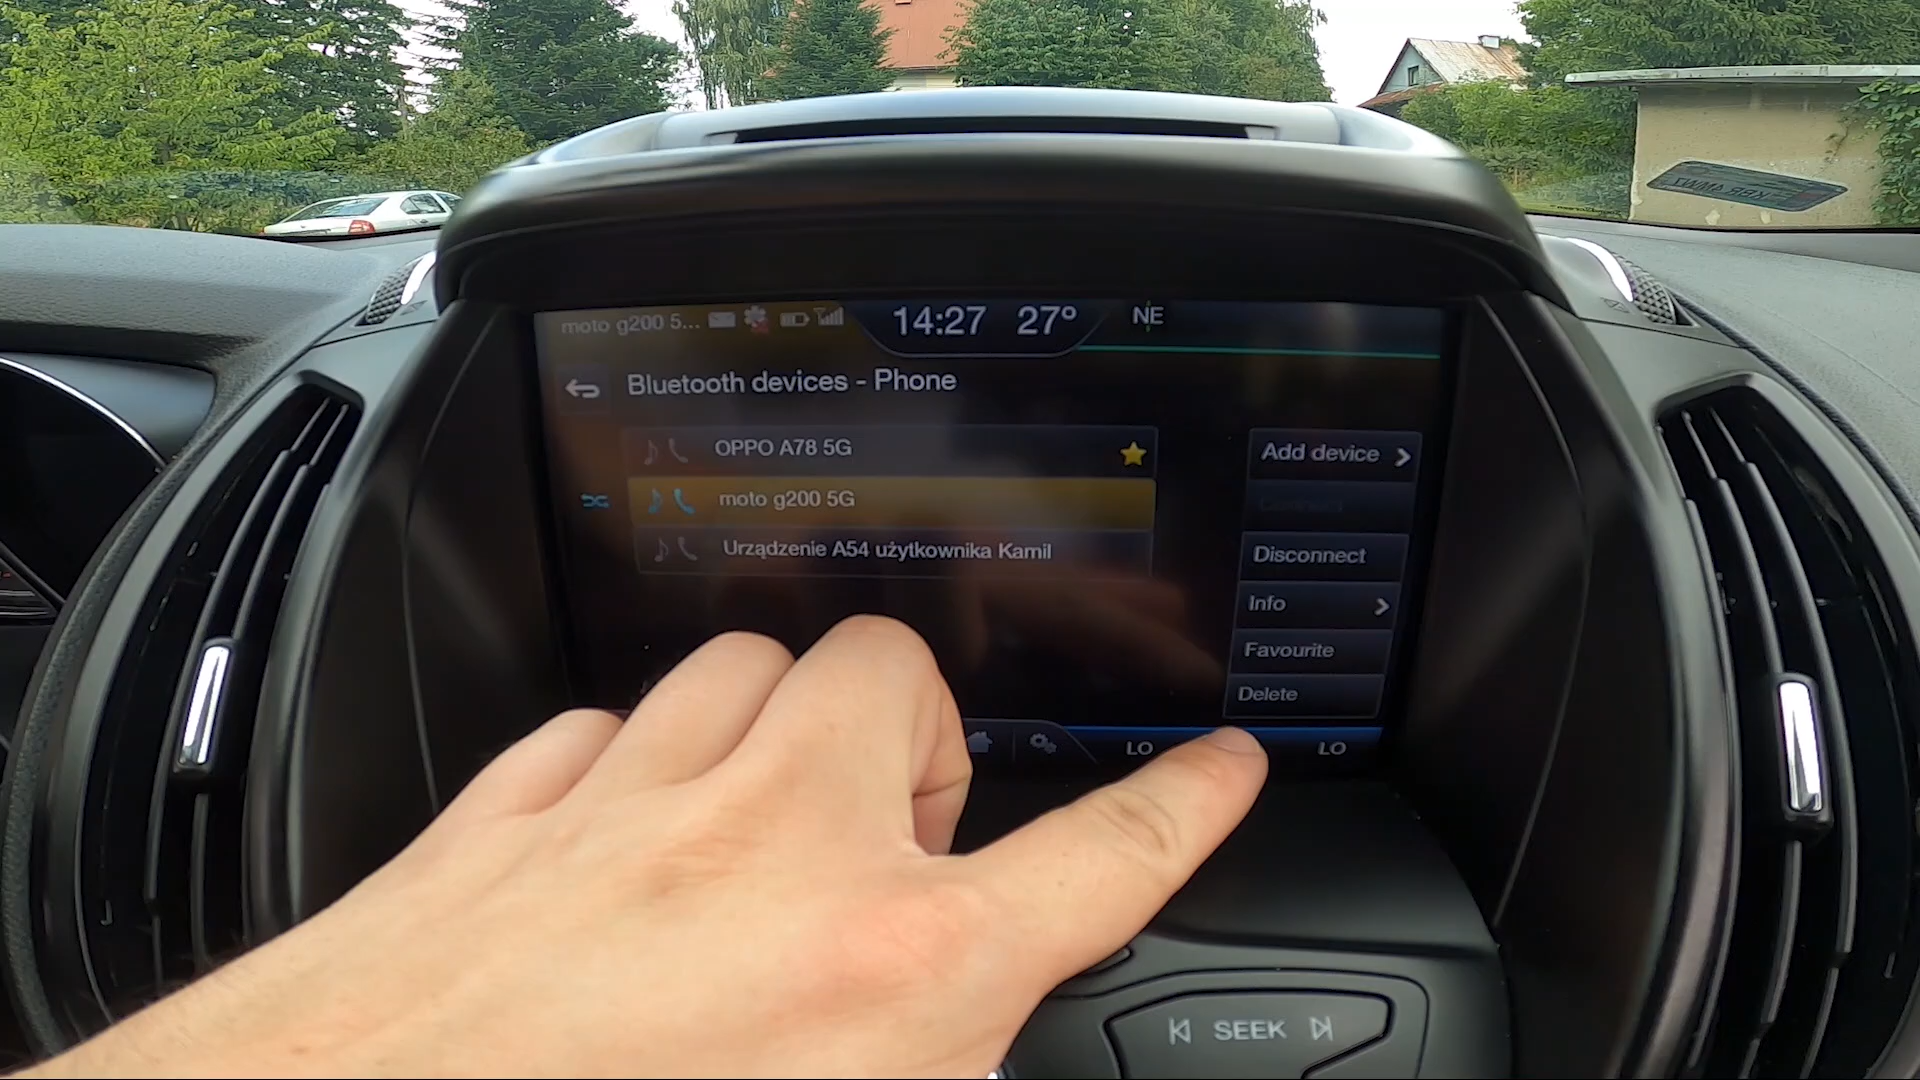 moto g200 5...
14:27 27°
NE
Bluetooth devices - Phone
OPPO A78 5G
moto g200 5G
Urządzenie A54 użytkownika Kamil
Add device
Disconnect
Info
Favourite
Delete
LO
LO
SEEK